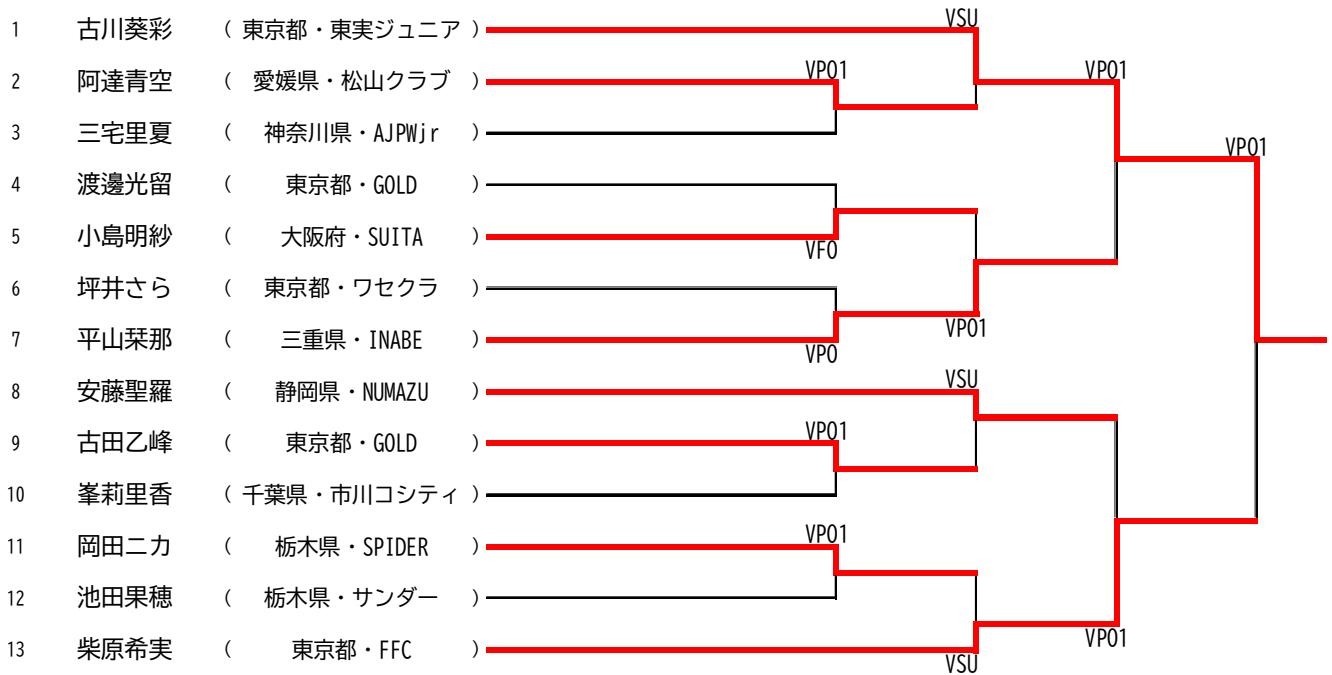 VSU
1 古川葵彩 ( 東京都・東実ジュニア )
VPO1 VPO1
2 阿達青空 ( 愛媛県・松山クラブ )
3 三宅里夏 ( 神奈川県・AJPWjr )
VPO1
4 渡邊光留 ( 東京都・GOLD )
5 小島明紗 ( 大阪府・SUITA )
VFO
6 坪井さら ( 東京都・ワセクラ )
VPO1
7 平山栞那 ( 三重県・INABE )
VPO
VSU
8 安藤聖羅 ( 静岡県・NUMAZU )
VPO1
9 古田乙峰 ( 東京都・GOLD )
10 峯莉里香 ( 千葉県・市川コシティ )
VPO1
11 岡田ニカ ( 栃木県・SPIDER )
12 池田果穂 ( 栃木県・サンダー )
VPO1
13 柴原希実 ( 東京都・FFC )
VSU